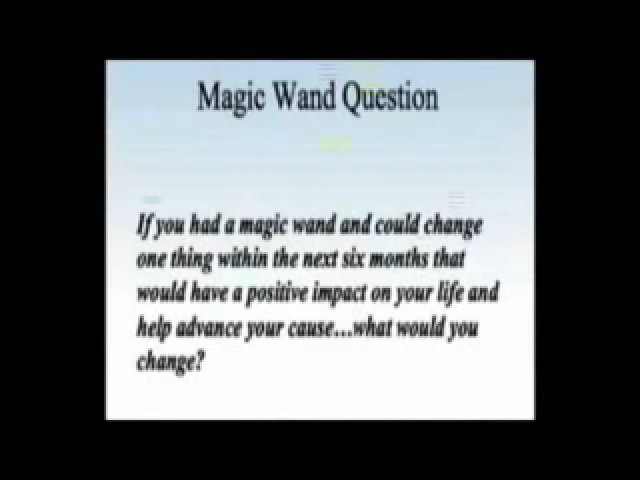 Magic Wand Question
If you had a magic wand and could change
one thing within the next six months that
would have a positive impact on your life and
help advance your cause...what would you
change?